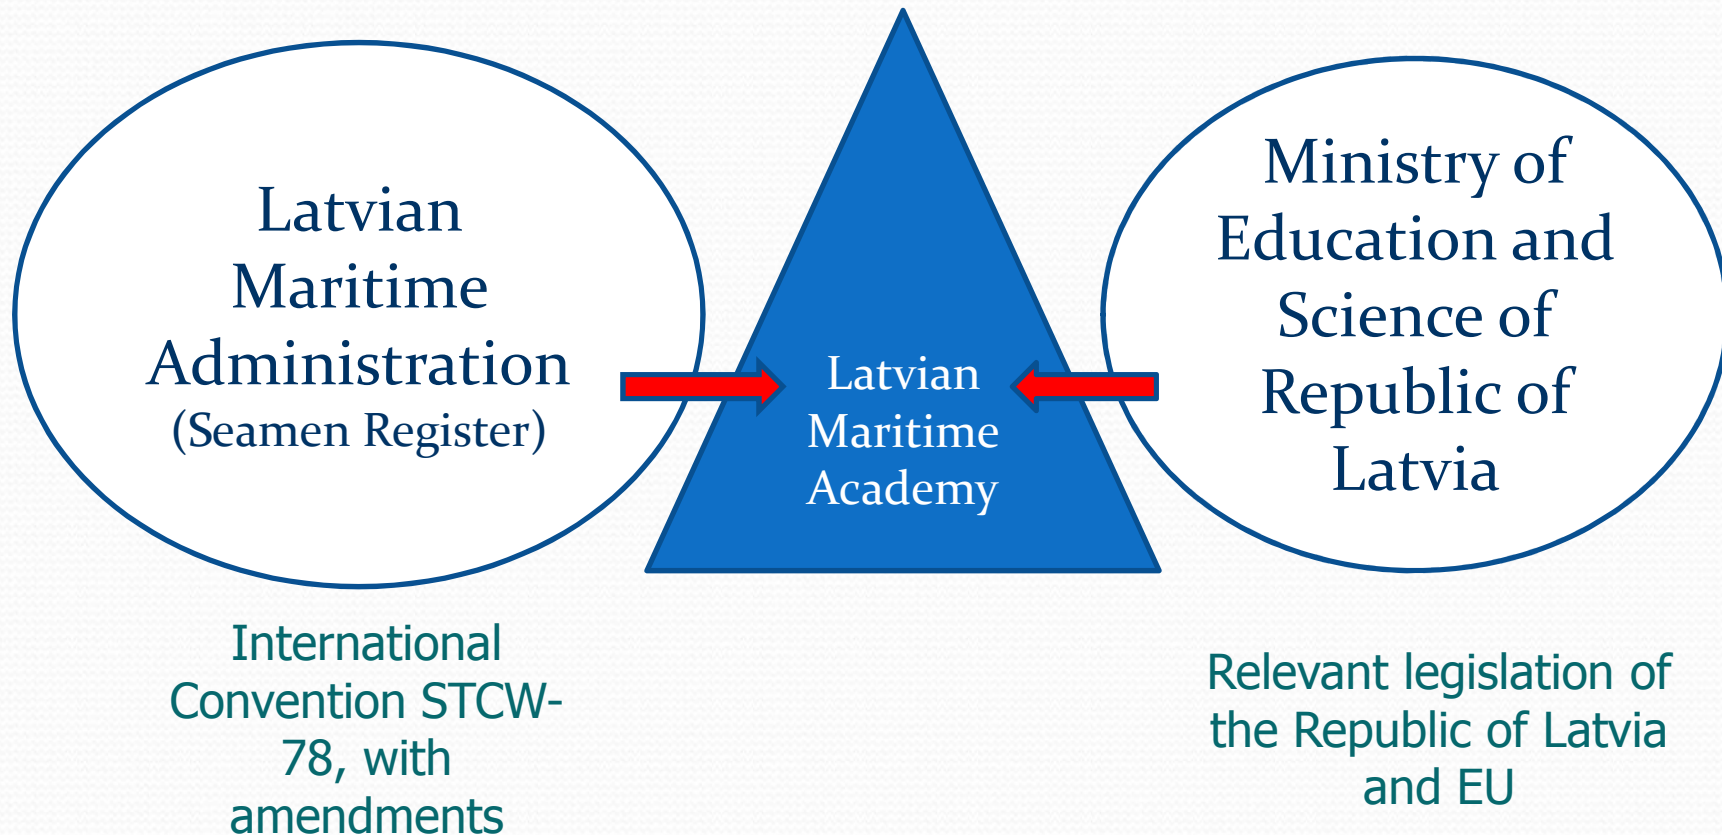 Latvian
Maritime
Administration
(Seamen Register)
Latvian
Maritime
Academy
Ministry of
Education and
Science of
Republic of
Latvia
International
Convention STCW-
78, with
amendments
Relevant legislation of
the Republic of Latvia
and EU